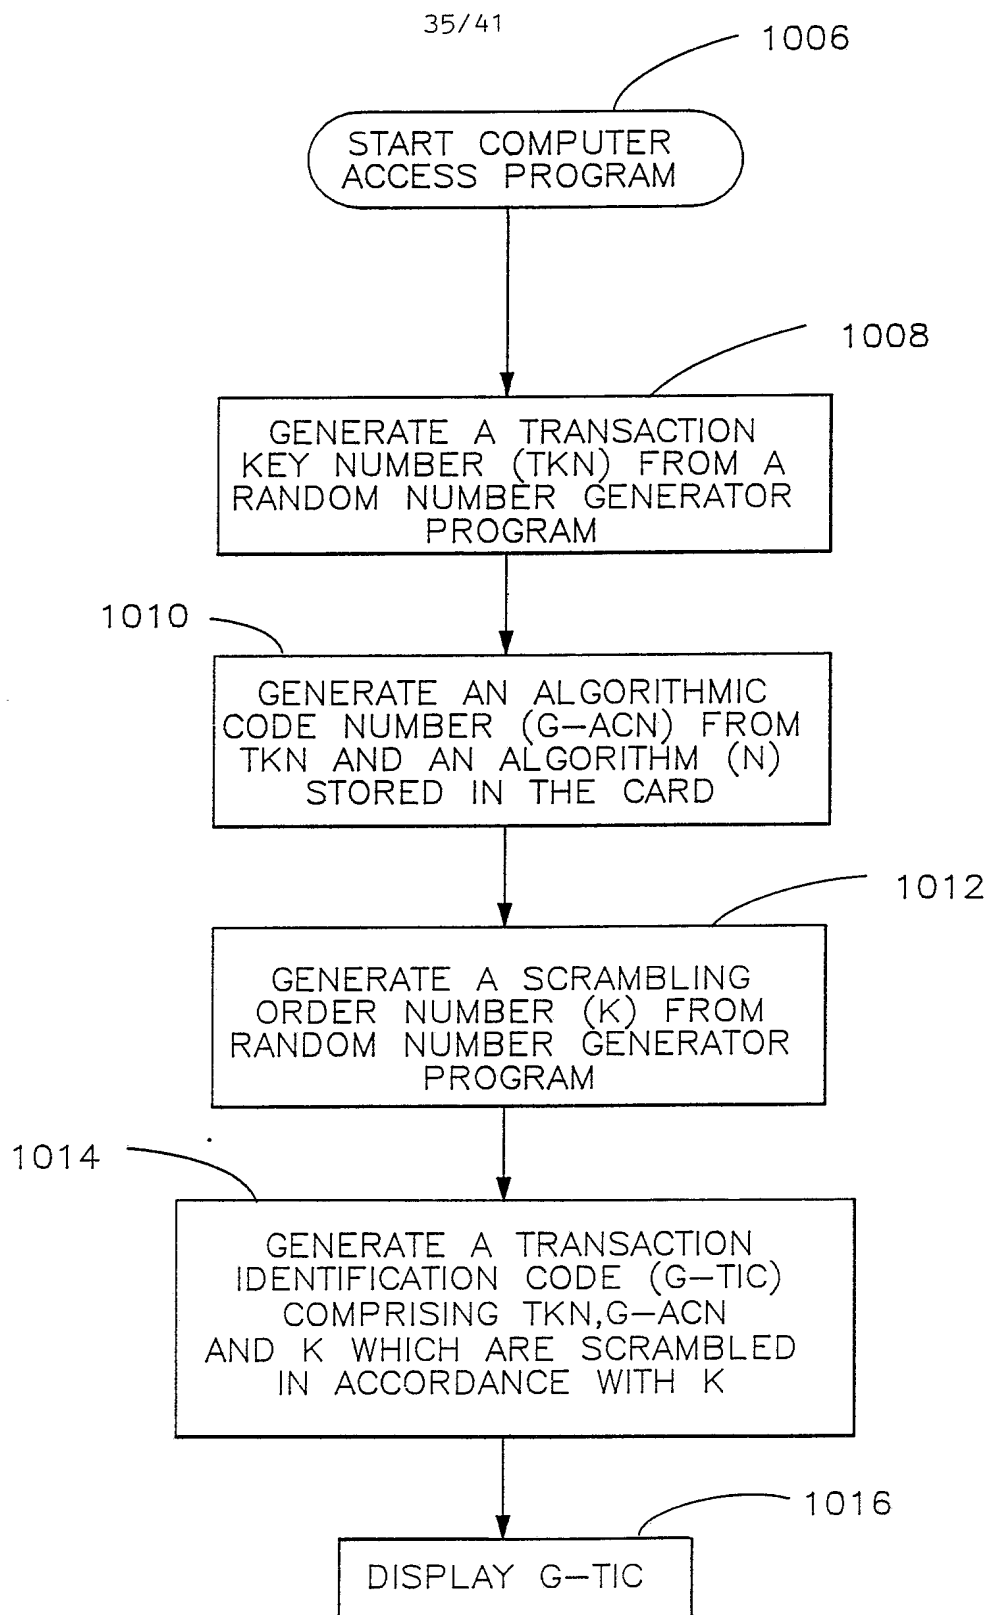 35/41
1006
START COMPUTER
ACCESS PROGRAM
1008
GENERATE A TRANSACTION
KEY NUMBER (TKN) FROM A
RANDOM NUMBER GENERATOR
PROGRAM
1010
GENERATE AN ALGORITHMIC
CODE NUMBER (G-ACN) FROM
TKN AND AN ALGORITHM (N)
STORED IN THE CARD
1012
GENERATE A SCRAMBLING
ORDER NUMBER (K) FROM
RANDOM NUMBER GENERATOR
PROGRAM
1014
GENERATE A TRANSACTION
IDENTIFICATION CODE (G-TIC)
COMPRISING TKN,G-ACN
AND K WHICH ARE SCRAMBLED
IN ACCORDANCE WITH K
1016
DISPLAY G-TIC